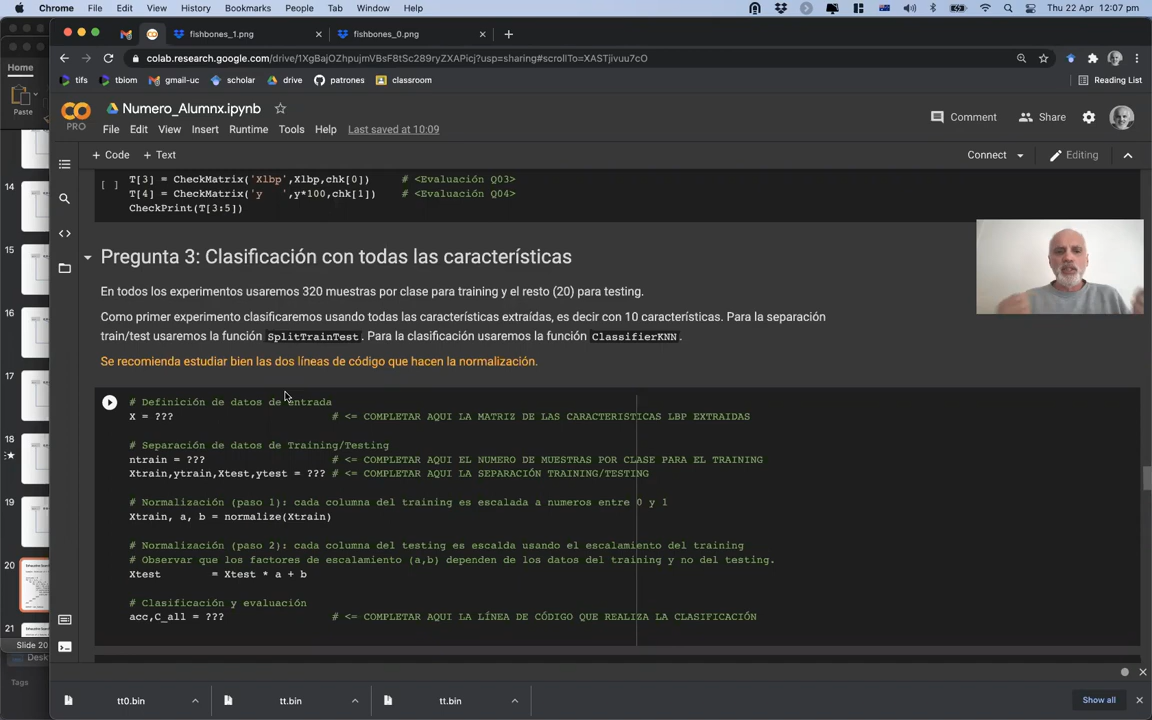 Chrome File Edit View History Bookmarks People Tab Window Help Thu 22 Apr 12:07 pm
fishbones_1.png fishbones_0.png
colab.research.google.com/drive/1XgBajOZhpujmVBsF8tSc289ryZXAPicj?usp=sharing#scrollTo=XASTjivuu7cO
tifs tbiom gmail-uc scholar drive patrones classroom Reading List
Home
Paste
Numero_Alumnx.ipynb
PRO
File Edit View Insert Runtime Tools Help Last saved at 10:09
Comment Share
+ Code + Text Connect Editing
14
15
16
17
18
19
20
21
Slide 20
Desk
Tags
[ ] T[3] = CheckMatrix('Xlbp',Xlbp,chk[0]) # <Evaluación Q03>
T[4] = CheckMatrix('y ',y*100,chk[1]) # <Evaluación Q04>
CheckPrint(T[3:5])
Pregunta 3: Clasificación con todas las características
En todos los experimentos usaremos 320 muestras por clase para training y el resto (20) para testing.
Como primer experimento clasificaremos usando todas las características extraídas, es decir con 10 características. Para la separación
train/test usaremos la función SplitTrainTest. Para la clasificación usaremos la función ClassifierKNN.
Se recomienda estudiar bien las dos líneas de código que hacen la normalización.
# Definición de datos de entrada
X = ??? # <= COMPLETAR AQUI LA MATRIZ DE LAS CARACTERISTICAS LBP EXTRAIDAS
# Separación de datos de Training/Testing
ntrain = ??? # <= COMPLETAR AQUI EL NUMERO DE MUESTRAS POR CLASE PARA EL TRAINING
Xtrain,ytrain,Xtest,ytest = ??? # <= COMPLETAR AQUI LA SEPARACIÓN TRAINING/TESTING
# Normalización (paso 1): cada columna del training es escalada a numeros entre 0 y 1
Xtrain, a, b = normalize(Xtrain)
# Normalización (paso 2): cada columna del testing es escalda usando el escalamiento del training
# Observar que los factores de escalamiento (a,b) dependen de los datos del training y no del testing.
Xtest = Xtest * a + b
# Clasificación y evaluación
acc,C_all = ??? # <= COMPLETAR AQUI LA LÍNEA DE CÓDIGO QUE REALIZA LA CLASIFICACIÓN
tt0.bin tt.bin tt.bin Show all